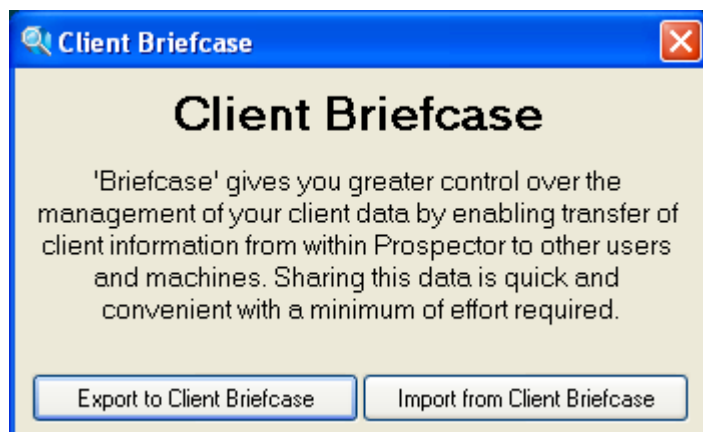 Client Briefcase
Client Briefcase
'Briefcase' gives you greater control over the
management of your client data by enabling transfer of
client information from within Prospector to other users
and machines. Sharing this data is quick and
convenient with a minimum of effort required.
Export to Client Briefcase
Import from Client Briefcase